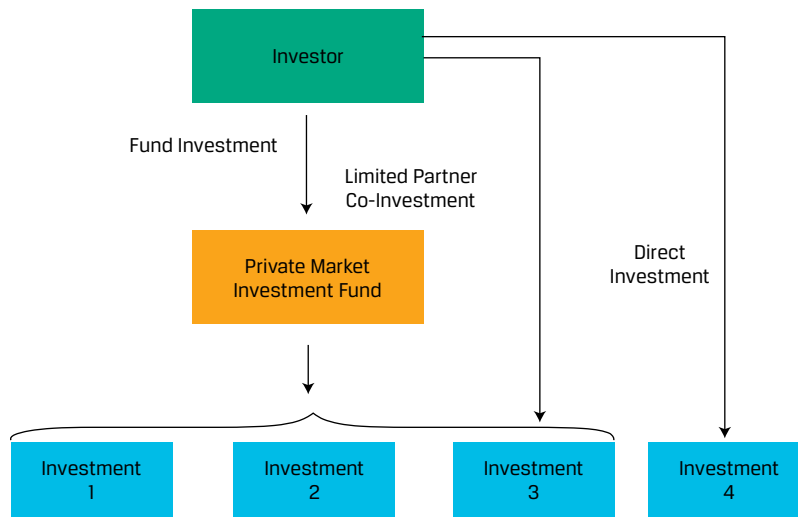 Investor
Fund Investment
Limited Partner
Co-Investment
Private Market
Investment Fund
Direct
Investment
Investment
1
Investment
2
Investment
3
Investment
4